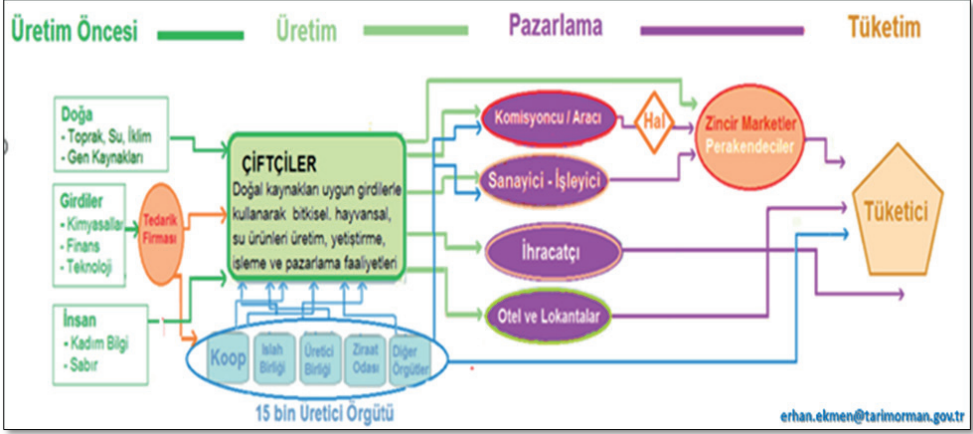 Üretim Öncesi
Üretim
Pazarlama
Tüketim
Doğa
- Toprak, Su, İklim
- Gen Kaynakları
Girdiler
- Kimyasallar
- Finans
- Teknoloji
İnsan
- Kadim Bilgi
- Sabır
Tedarik
Firması
ÇİFTÇİLER
Doğal kaynakları uygun girdilerle
kullanarak bitkisel. hayvansal,
su ürünleri üretim, yetiştirme,
işleme ve pazarlama faaliyetleri
Koop
Islah
Birliği
Üretici
Birliği
Ziraat
Odası
Diğer
Örgütler
15 bin Uretici Örgütü
Komisyoncu / Aracı
Hal
Sanayici - İşleyici
İhracatçı
Otel ve Lokantalar
Zincir Marketler
Perakendeciler
Tüketici
erhan.ekmen@tarimorman.gov.tr